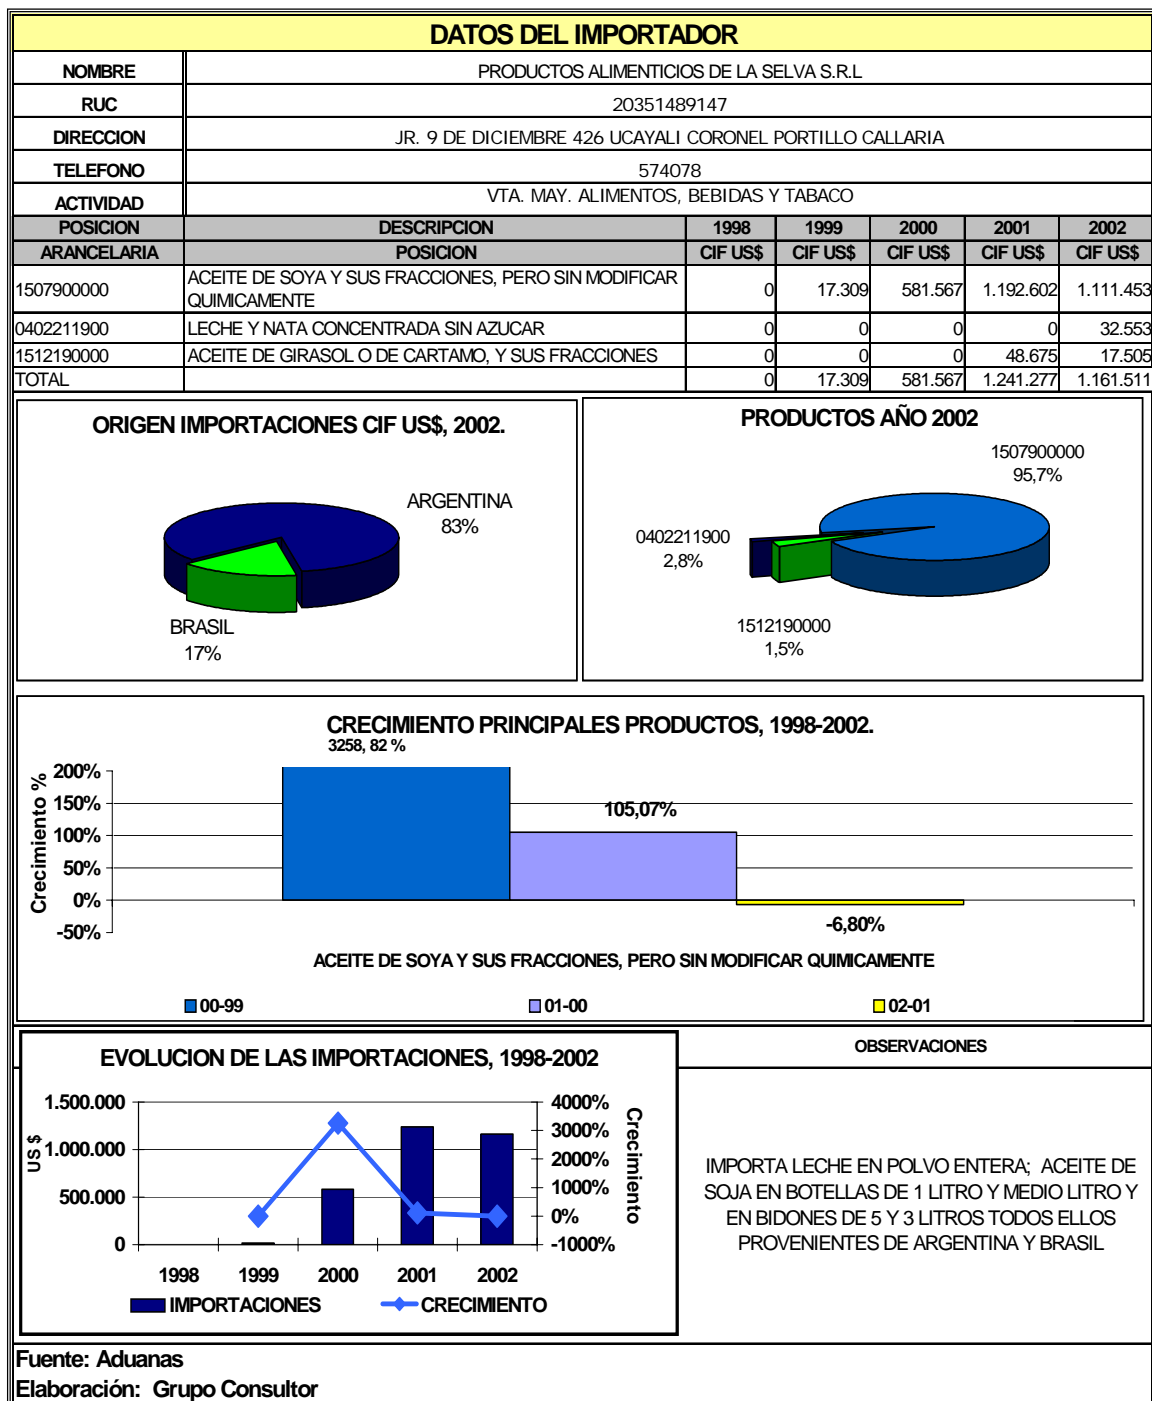 DATOS DEL IMPORTADOR
NOMBRE PRODUCTOS ALIMENTICIOS DE LA SELVA S.R.L
RUC 20351489147
DIRECCION JR. 9 DE DICIEMBRE 426 UCAYALI CORONEL PORTILLO CALLARIA
TELEFONO 574078
ACTIVIDAD VTA. MAY. ALIMENTOS, BEBIDAS Y TABACO
POSICION DESCRIPCION 1998 1999 2000 2001 2002
ARANCELARIA POSICION CIF US$ CIF US$ CIF US$ CIF US$ CIF US$
1507900000 ACEITE DE SOYA Y SUS FRACCIONES, PERO SIN MODIFICAR
QUIMICAMENTE 0 17.309 581.567 1.192.602 1.111.453
0402211900 LECHE Y NATA CONCENTRADA SIN AZUCAR 0 0 0 0 32.553
1512190000 ACEITE DE GIRASOL O DE CARTAMO, Y SUS FRACCIONES 0 0 0 48.675 17.505
TOTAL 0 17.309 581.567 1.241.277 1.161.511
ORIGEN IMPORTACIONES CIF US$, 2002.
ARGENTINA
83%
BRASIL
17%
PRODUCTOS AÑO 2002
1507900000
95,7%
0402211900
2,8%
1512190000
1,5%
CRECIMIENTO PRINCIPALES PRODUCTOS, 1998-2002.
3258, 82 %
Crecimiento %
200%
150%
100%
50%
0%
-50%
105,07%
-6,80%
ACEITE DE SOYA Y SUS FRACCIONES, PERO SIN MODIFICAR QUIMICAMENTE
00-99 01-00 02-01
EVOLUCION DE LAS IMPORTACIONES, 1998-2002
US $
1.500.000
1.000.000
500.000
0
4000%
3000%
2000%
1000%
0%
-1000%
Crecimiento
1998 1999 2000 2001 2002
IMPORTACIONES CRECIMIENTO
OBSERVACIONES
IMPORTA LECHE EN POLVO ENTERA; ACEITE DE
SOJA EN BOTELLAS DE 1 LITRO Y MEDIO LITRO Y
EN BIDONES DE 5 Y 3 LITROS TODOS ELLOS
PROVENIENTES DE ARGENTINA Y BRASIL
Fuente: Aduanas
Elaboración: Grupo Consultor